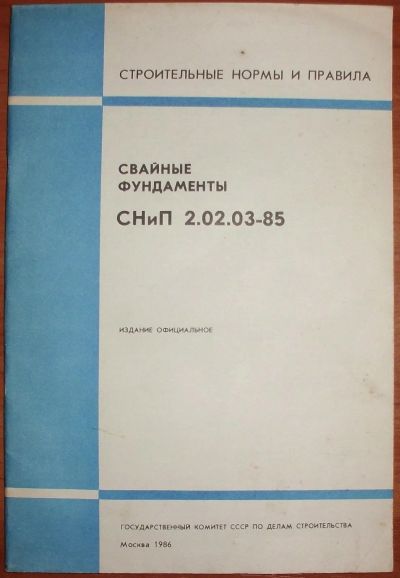 СТРОИТЕЛЬНЫЕ НОРМЫ И ПРАВИЛА
СВАЙНЫЕ
ФУНДАМЕНТЫ
СНиП 2.02.03-85
ИЗДАНИЕ ОФИЦИАЛЬНОЕ
ГОСУДАРСТВЕННЫЙ КОМИТЕТ СССР ПО ДЕЛАМ СТРОИТЕЛЬСТВА
Москва 1986